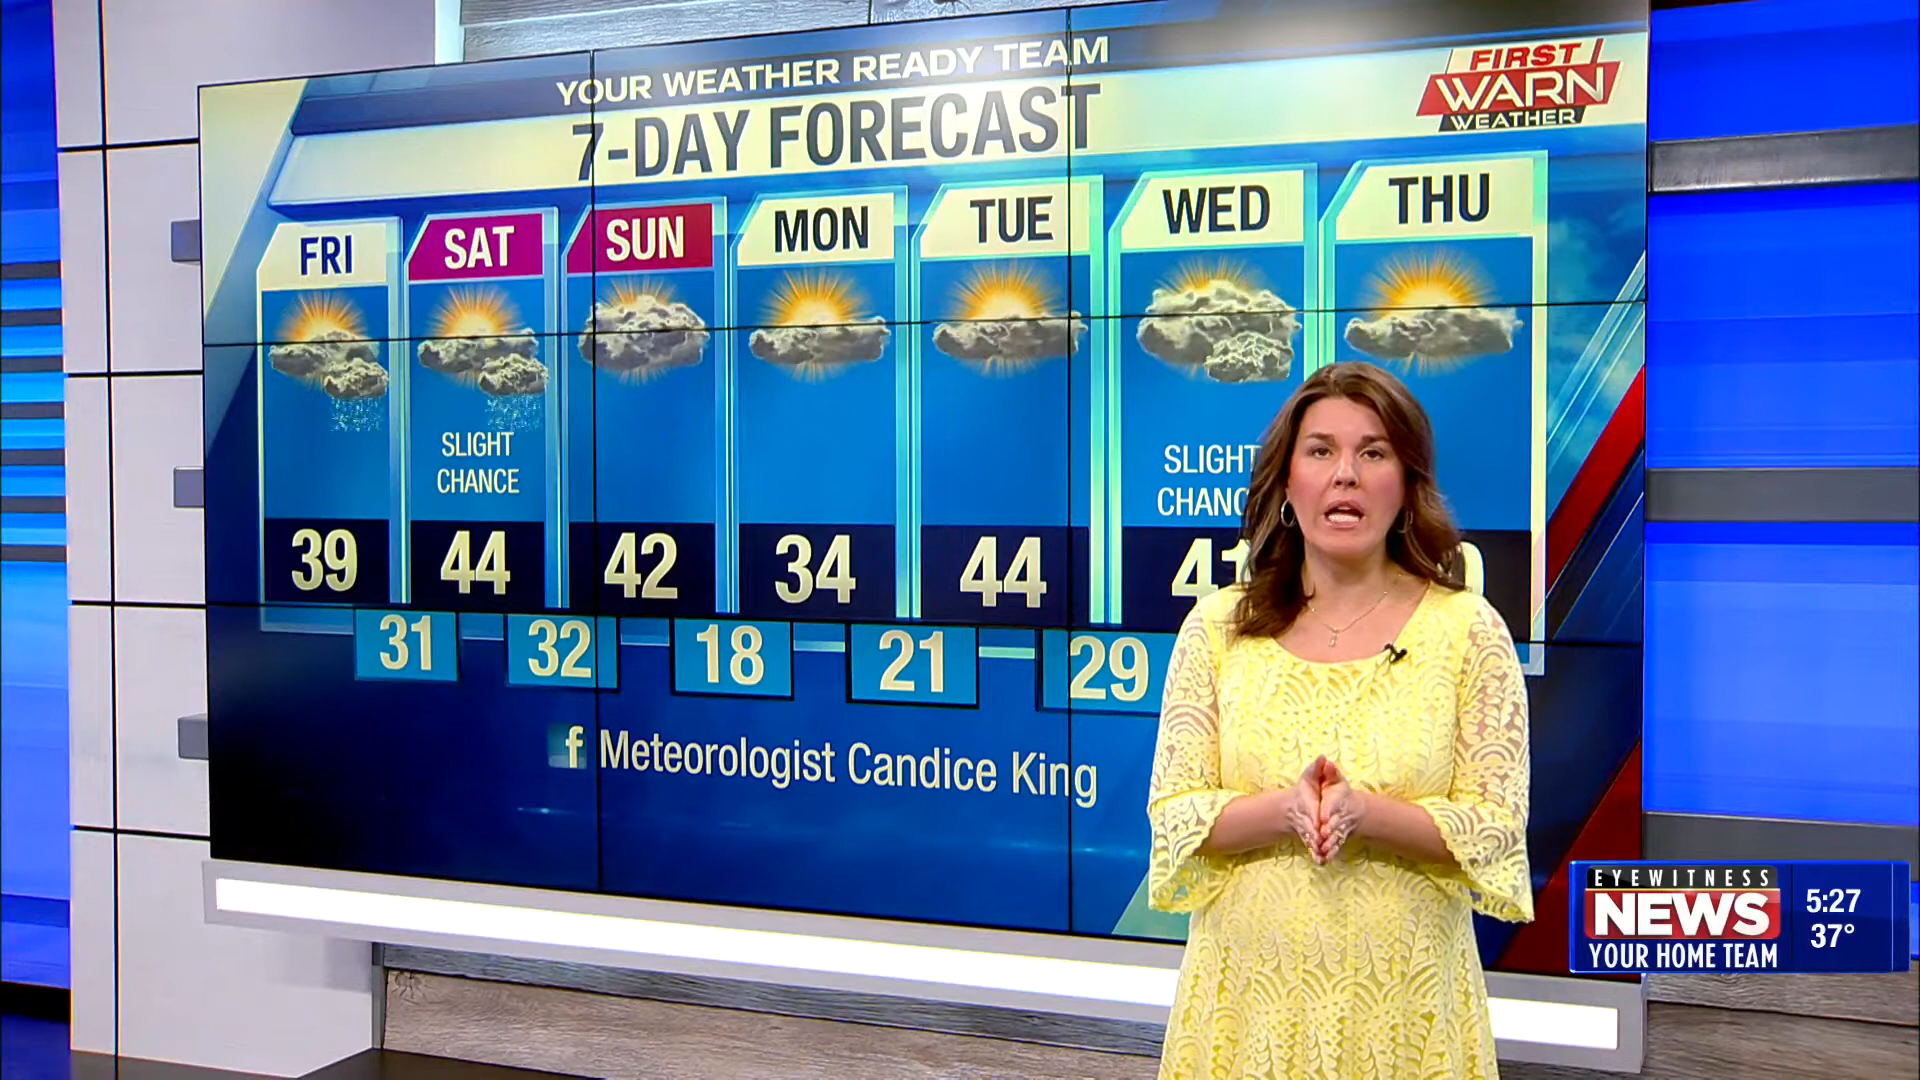 YOUR WEATHER READY TEAM
7-DAY FORECAST
FIRST
WARN
WEATHER
FRI SAT SUN MON TUE WED THU
SLIGHT
CHANCE
SLIGHT
39 44 42 34 44 41
31 32 18 21 29
f Meteorologist Candice King
EYEWITNESS
NEWS
YOUR HOME TEAM
5:27
37°